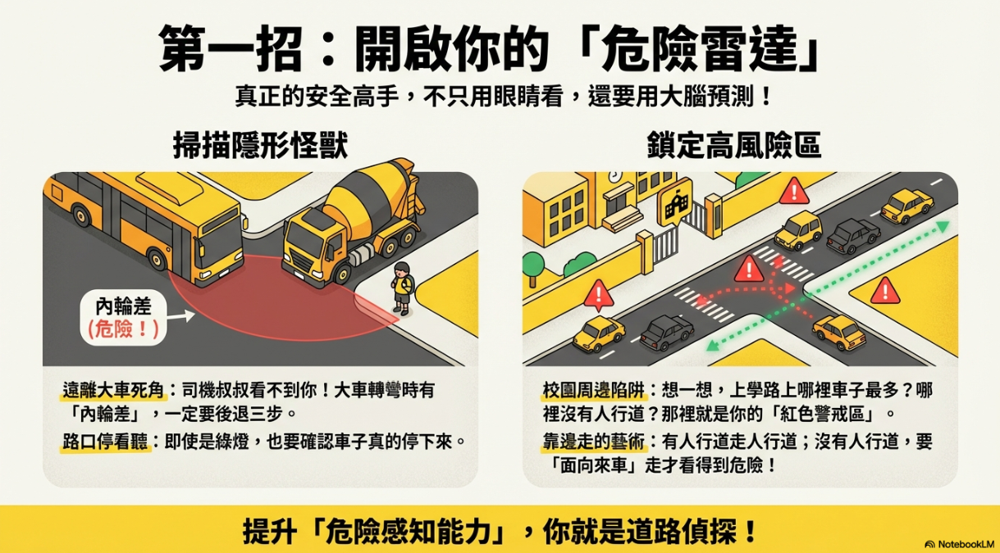 第一招：開啟你的「危險雷達」
真正的安全高手，不只用眼睛看，還要用大腦預測！
掃描隱形怪獸
內輪差
(危險！)
遠離大車死角：司機叔叔看不到你！大車轉彎時有
「內輪差」，一定要後退三步。
路口停看聽：即使是綠燈，也要確認車子真的停下來。
鎖定高風險區
校園周邊陷阱：想一想，上學路上哪裡車子最多？哪
裡沒有人行道？那裡就是你的「紅色警戒區」。
靠邊走的藝術：有人行道走人行道；沒有人行道，要
「面向來車」走才看得到危險！
提升「危險感知能力」，你就是道路偵探！
NotebookLM